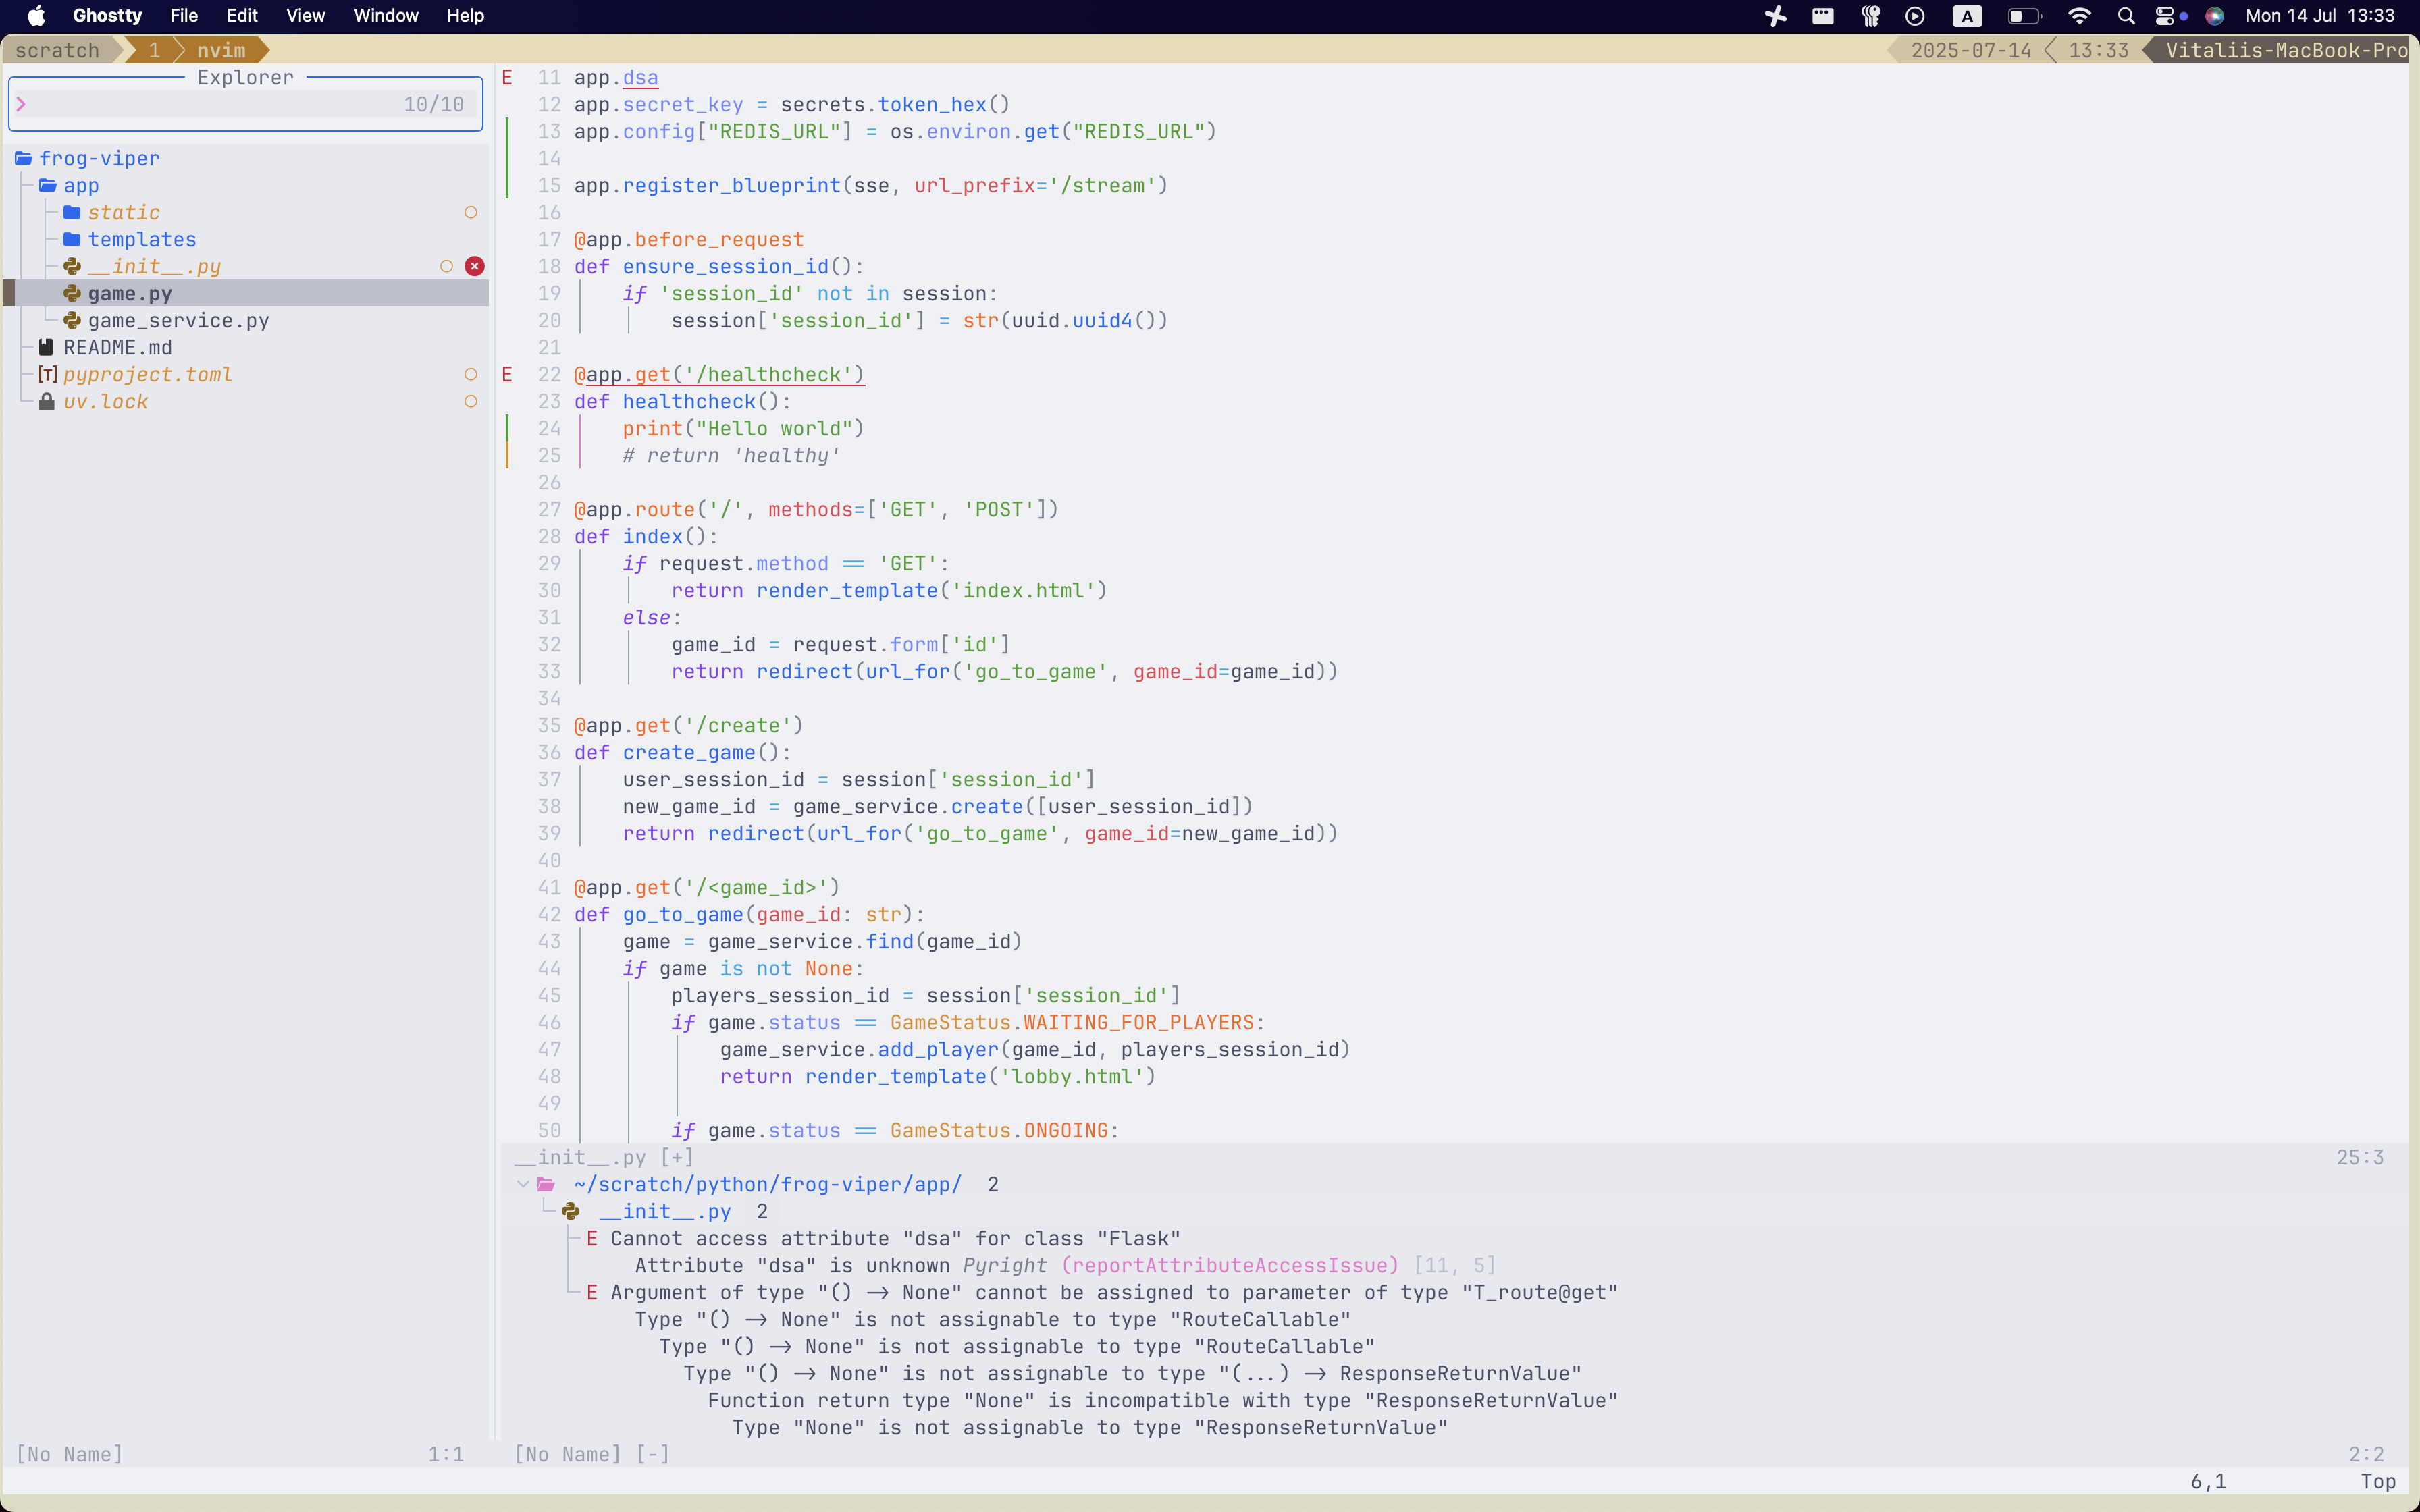 Ghostty File Edit View Window Help A Mon 14 Jul 13:33
scratch 1 nvim 2025-07-14 13:33 Vitaliis-MacBook-Pro
Explorer
10/10
frog-viper
app
static
templates
__init__.py
game.py
game_service.py
README.md
[T] pyproject.toml
uv.lock
[No Name] 1:1
E 11 app.dsa
12 app.secret_key = secrets.token_hex()
13 app.config["REDIS_URL"] = os.environ.get("REDIS_URL")
14
15 app.register_blueprint(sse, url_prefix='/stream')
16
17 @app.before_request
18 def ensure_session_id():
19     if 'session_id' not in session:
20         session['session_id'] = str(uuid.uuid4())
21
E 22 @app.get('/healthcheck')
23 def healthcheck():
24     print("Hello world")
25     # return 'healthy'
26
27 @app.route('/', methods=['GET', 'POST'])
28 def index():
29     if request.method == 'GET':
30         return render_template('index.html')
31     else:
32         game_id = request.form['id']
33         return redirect(url_for('go_to_game', game_id=game_id))
34
35 @app.get('/create')
36 def create_game():
37     user_session_id = session['session_id']
38     new_game_id = game_service.create([user_session_id])
39     return redirect(url_for('go_to_game', game_id=new_game_id))
40
41 @app.get('/<game_id>')
42 def go_to_game(game_id: str):
43     game = game_service.find(game_id)
44     if game is not None:
45         players_session_id = session['session_id']
46         if game.status == GameStatus.WAITING_FOR_PLAYERS:
47             game_service.add_player(game_id, players_session_id)
48             return render_template('lobby.html')
49
50         if game.status == GameStatus.ONGOING:
__init__.py [+] 25:3
~/scratch/python/frog-viper/app/ 2
__init__.py 2
E Cannot access attribute "dsa" for class "Flask"
Attribute "dsa" is unknown Pyright (reportAttributeAccessIssue) [11, 5]
E Argument of type "() → None" cannot be assigned to parameter of type "T_route@get"
Type "() → None" is not assignable to type "RouteCallable"
Type "() → None" is not assignable to type "RouteCallable"
Type "() → None" is not assignable to type "(...) → ResponseReturnValue"
Function return type "None" is incompatible with type "ResponseReturnValue"
Type "None" is not assignable to type "ResponseReturnValue"
[No Name] [-] 2:2
6,1 Top